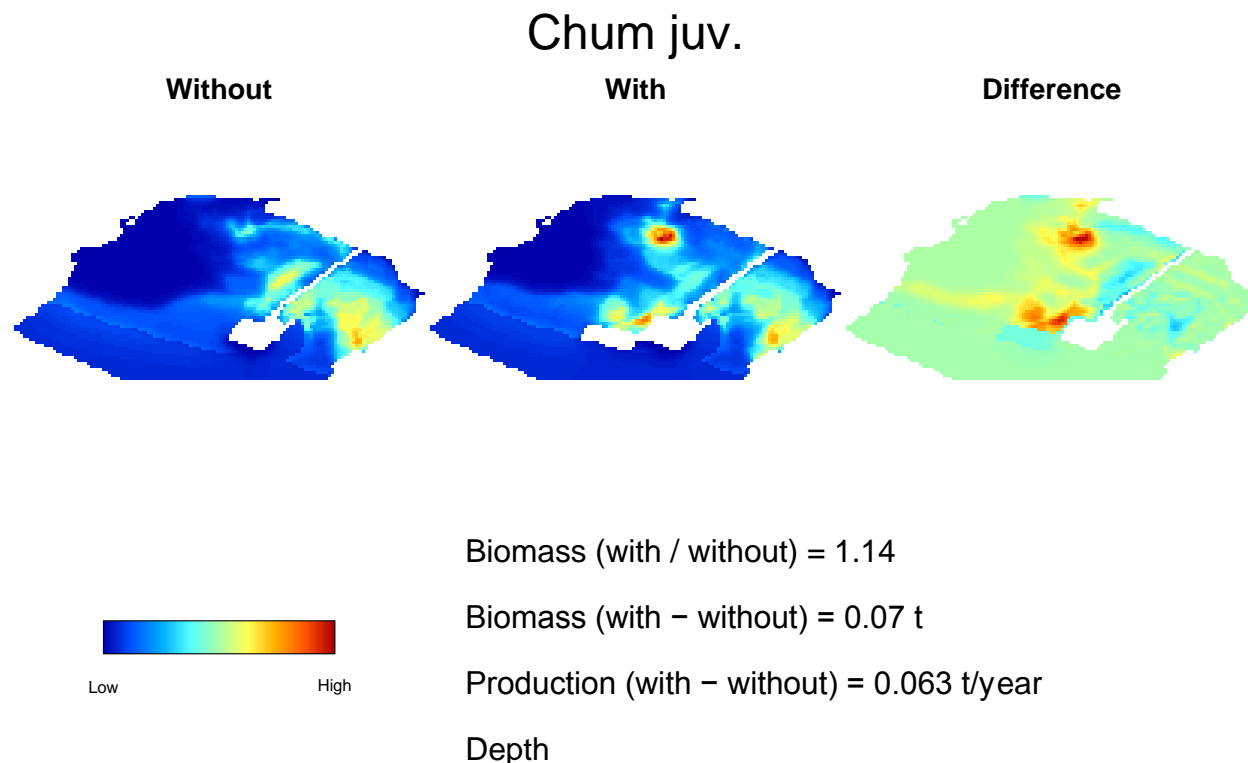 Chum juv.
Without With Difference
Biomass (with / without) = 1.14
Biomass (with − without) = 0.07 t
Low High
Production (with − without) = 0.063 t/year
Depth